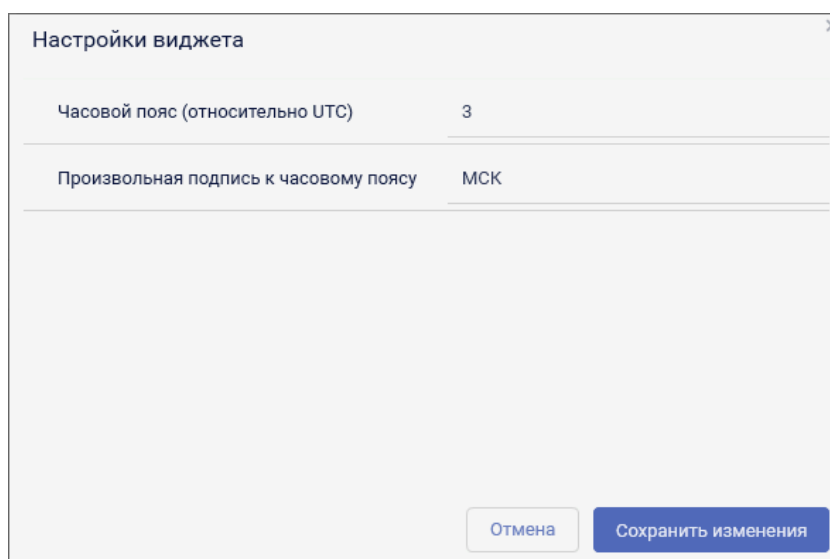 Настройки виджета
Часовой пояс (относительно UTC) 3
Произвольная подпись к часовому поясу МСК
Отмена Сохранить изменения